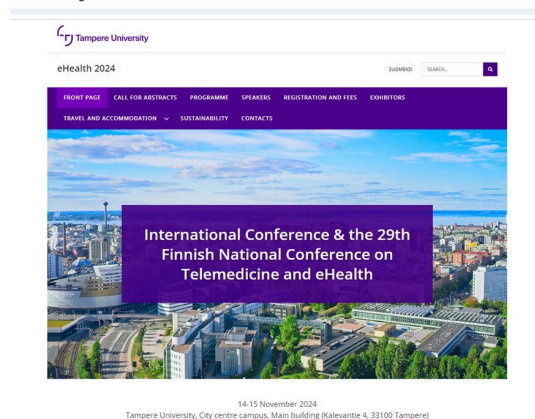 Tampere University
eHealth 2024
SUOMEKSI
SEARCH...
FRONT PAGE CALL FOR ABSTRACTS PROGRAMME SPEAKERS REGISTRATION AND FEES EXHIBITORS
TRAVEL AND ACCOMMODATION SUSTAINABILITY CONTACTS
International Conference & the 29th
Finnish National Conference on
Telemedicine and eHealth
14-15 November 2024
Tampere University, City centre campus, Main building (Kalevantie 4, 33100 Tampere)